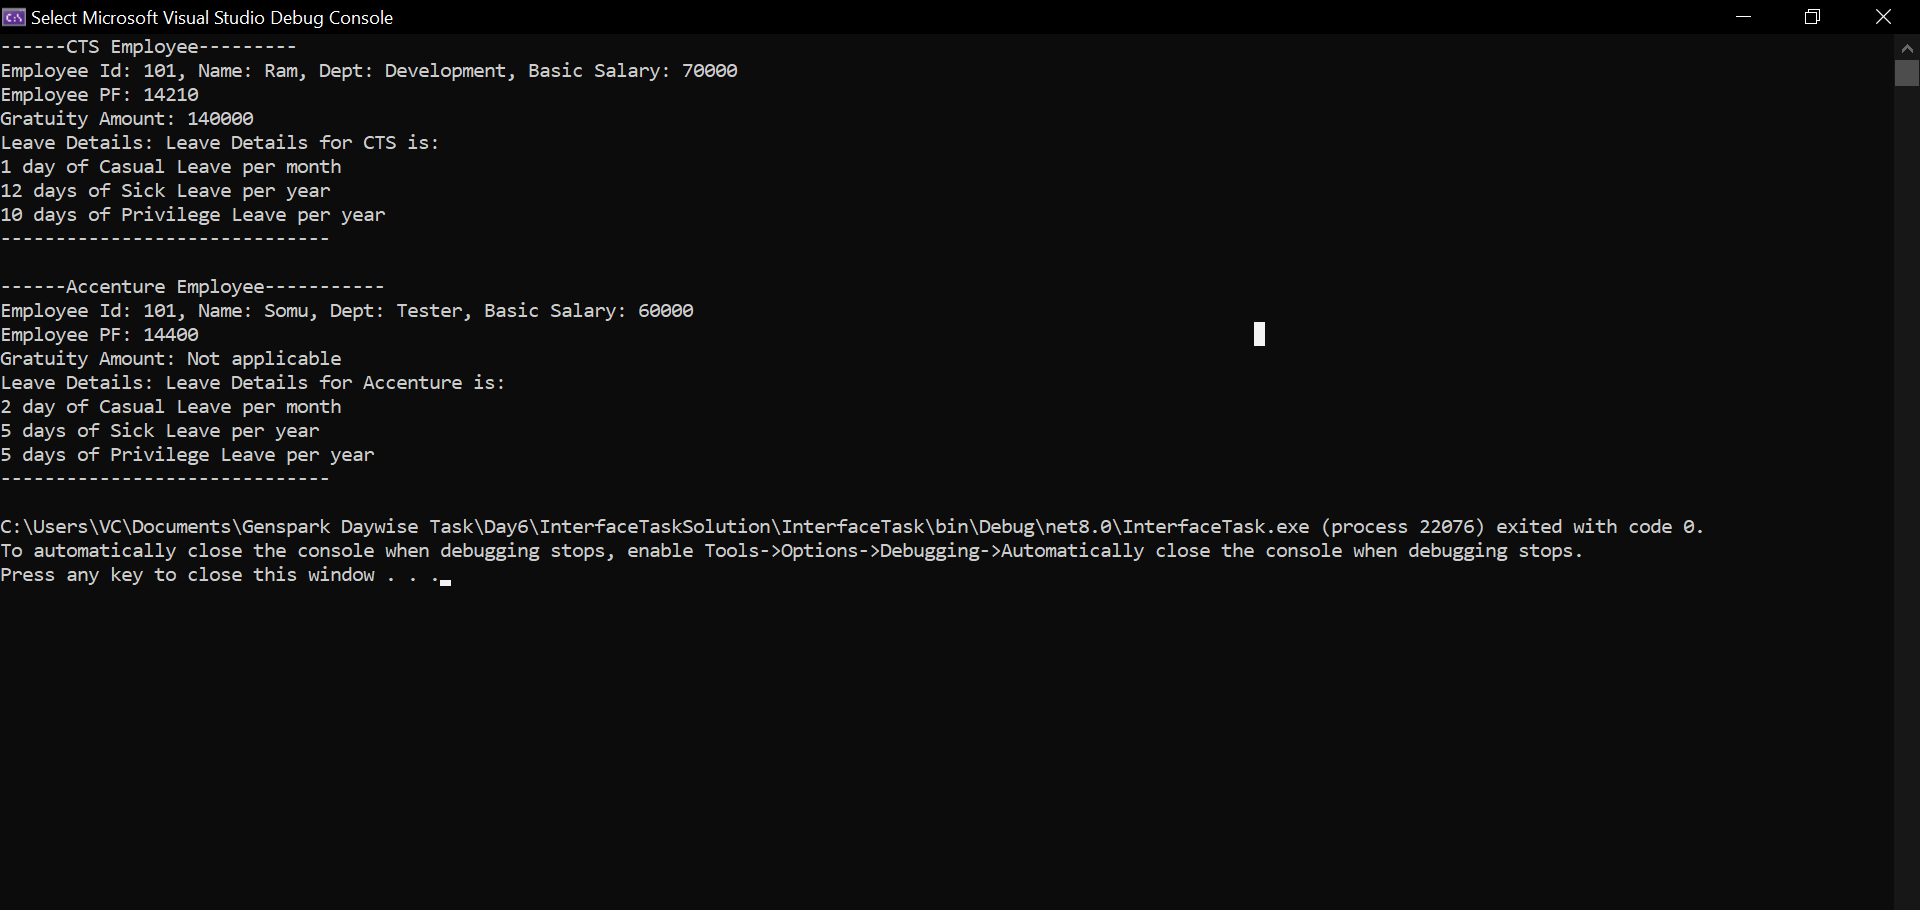 Select Microsoft Visual Studio Debug Console
------CTS Employee---------
Employee Id: 101, Name: Ram, Dept: Development, Basic Salary: 70000
Employee PF: 14210
Gratuity Amount: 140000
Leave Details: Leave Details for CTS is:
1 day of Casual Leave per month
12 days of Sick Leave per year
10 days of Privilege Leave per year
------------------------------
------Accenture Employee-----------
Employee Id: 101, Name: Somu, Dept: Tester, Basic Salary: 60000
Employee PF: 14400
Gratuity Amount: Not applicable
Leave Details: Leave Details for Accenture is:
2 day of Casual Leave per month
5 days of Sick Leave per year
5 days of Privilege Leave per year
------------------------------
C:\Users\VC\Documents\Genspark Daywise Task\Day6\InterfaceTaskSolution\InterfaceTask\bin\Debug\net8.0\InterfaceTask.exe (process 22076) exited with code 0.
To automatically close the console when debugging stops, enable Tools->Options->Debugging->Automatically close the console when debugging stops.
Press any key to close this window . . .